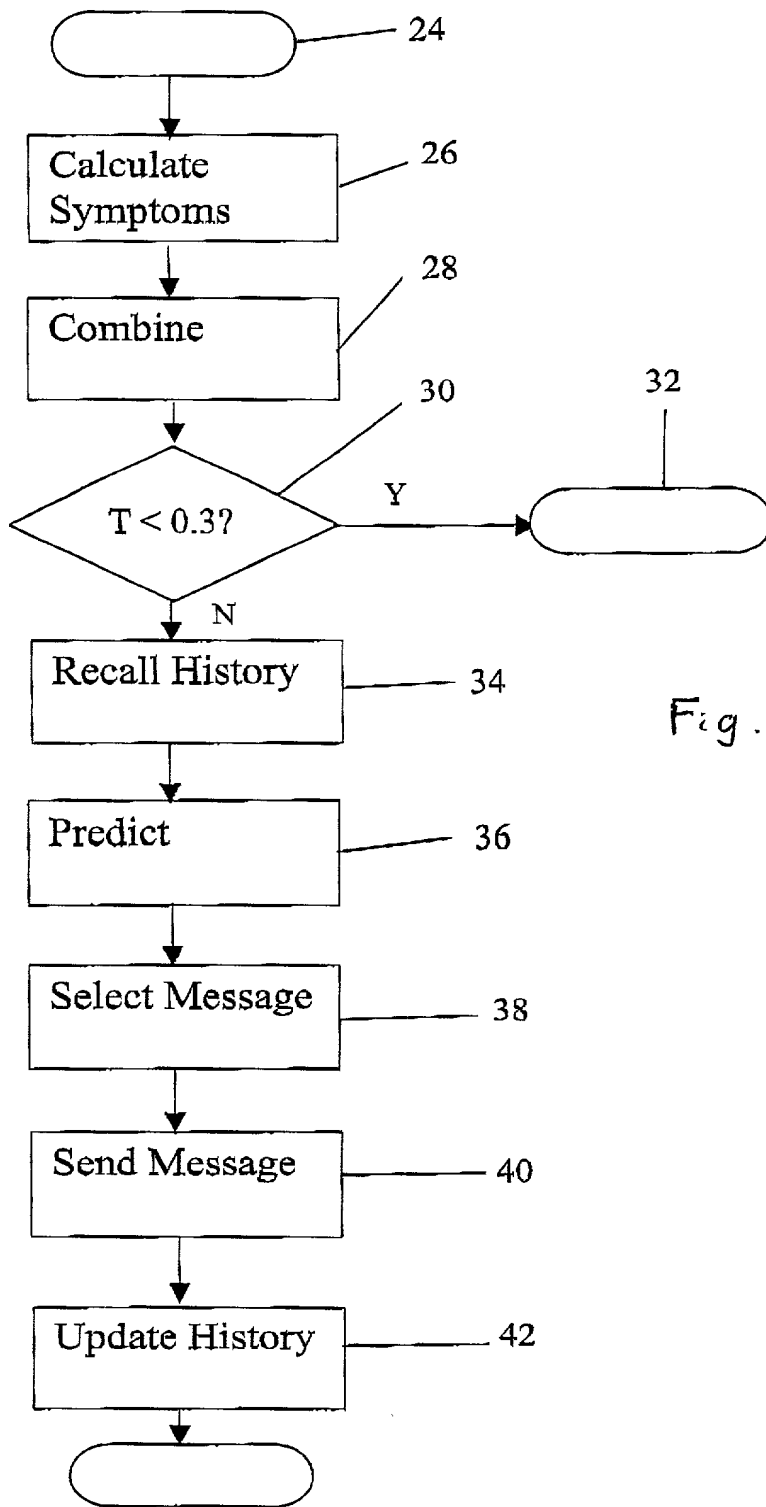 24
Calculate
Symptoms
26
Combine
28
T < 0.3?
30
Y
32
N
Recall History
34
Fig.
Predict
36
Select Message
38
Send Message
40
Update History
42